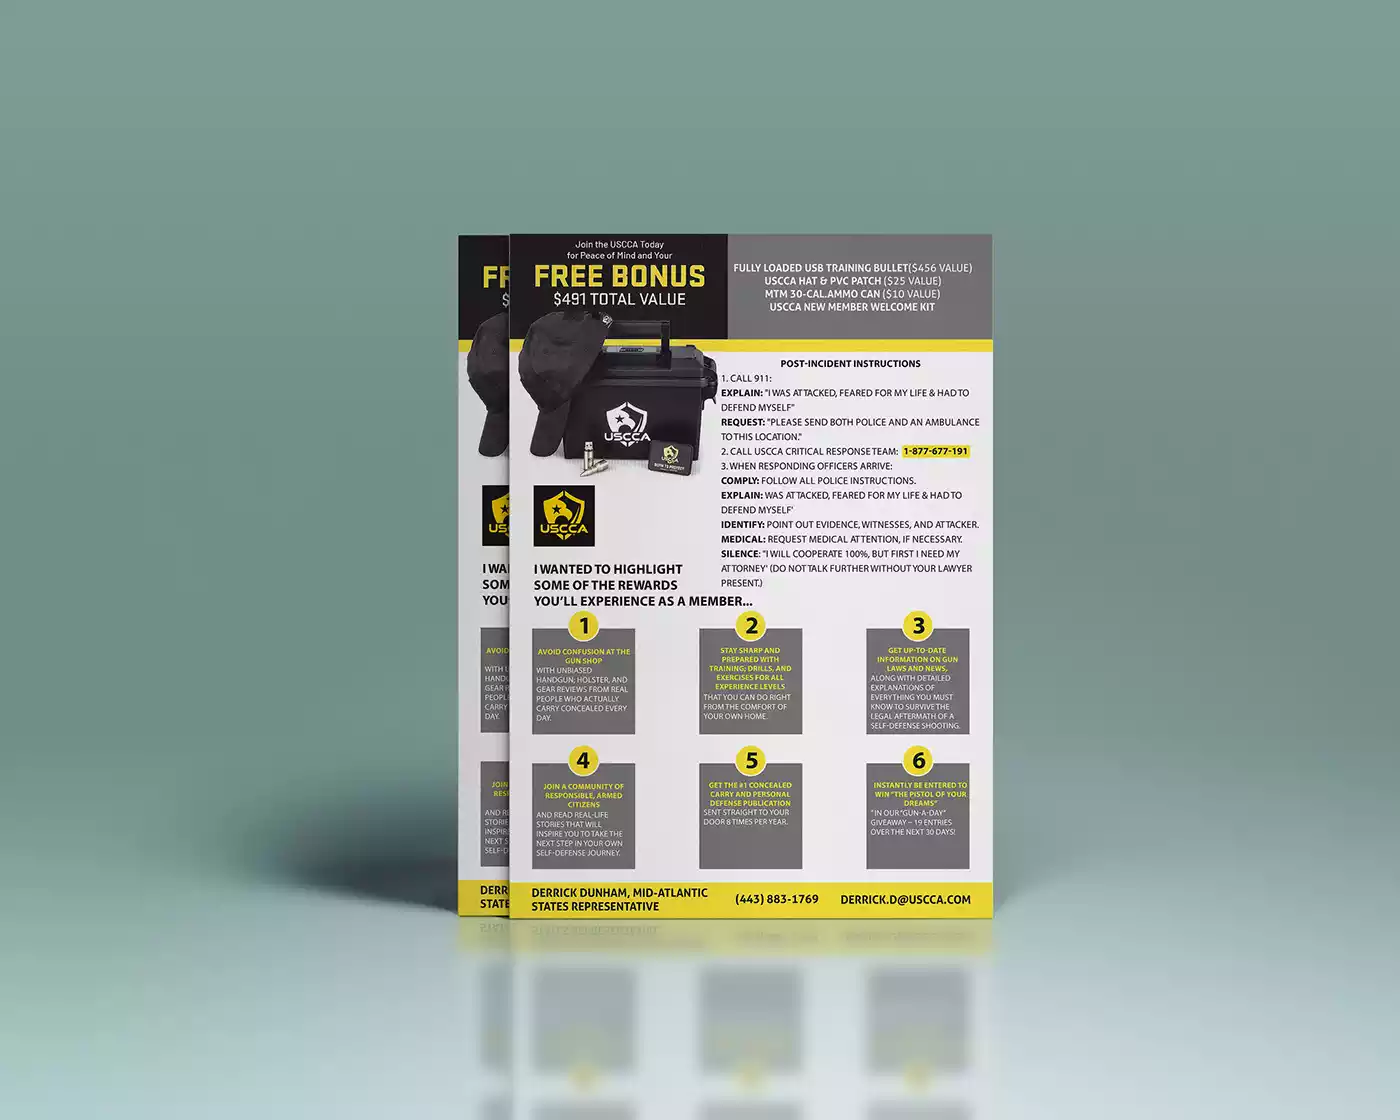 Join the USCCA Today
for Peace of Mind and Your
FREE BONUS
$491 TOTAL VALUE
FULLY LOADED USB TRAINING BULLET($456 VALUE)
USCCA HAT & PVC PATCH ($25 VALUE)
MTM 30-CAL.AMMO CAN ($10 VALUE)
USCCA NEW MEMBER WELCOME KIT
USCCA
USCCA
USCCA
POST-INCIDENT INSTRUCTIONS
1. CALL 911:
EXPLAIN: "I WAS ATTACKED, FEARED FOR MY LIFE & HAD TO
DEFEND MYSELF"
REQUEST: "PLEASE SEND BOTH POLICE AND AN AMBULANCE
TO THIS LOCATION."
2. CALL USCCA CRITICAL RESPONSE TEAM: 1-877-677-191
3. WHEN RESPONDING OFFICERS ARRIVE:
COMPLY: FOLLOW ALL POLICE INSTRUCTIONS.
EXPLAIN: WAS ATTACKED, FEARED FOR MY LIFE & HAD TO
DEFEND MYSELF'
IDENTIFY: POINT OUT EVIDENCE, WITNESSES, AND ATTACKER.
MEDICAL: REQUEST MEDICAL ATTENTION, IF NECESSARY.
SILENCE: "I WILL COOPERATE 100%, BUT FIRST I NEED MY
ATTORNEY' (DO NOT TALK FURTHER WITHOUT YOUR LAWYER
PRESENT.)
I WANTED TO HIGHLIGHT
SOME OF THE REWARDS
YOU'LL EXPERIENCE AS A MEMBER...
1
AVOID CONFUSION AT THE
GUN SHOP
WITH UNBIASED
HANDGUN; HOLSTER, AND
GEAR REVIEWS FROM REAL
PEOPLE WHO ACTUALLY
CARRY CONCEALED EVERY
DAY.
2
STAY SHARP AND
PREPARED WITH
TRAINING; DRILLS, AND
EXERCISES FOR ALL
EXPERIENCE LEVELS
THAT YOU CAN DO RIGHT
FROM THE COMFORT OF
YOUR OWN HOME.
3
GET UP-TO-DATE
INFORMATION ON GUN
LAWS AND NEWS,
ALONG WITH DETAILED
EXPLANATIONS OF
EVERYTHING YOU MUST
KNOW TO SURVIVE THE
LEGAL AFTERMATH OF A
SELF-DEFENSE SHOOTING.
4
JOIN A COMMUNITY OF
RESPONSIBLE, ARMED
CITIZENS
AND READ REAL-LIFE
STORIES THAT WILL
INSPIRE YOU TO TAKE THE
NEXT STEP IN YOUR OWN
SELF-DEFENSE JOURNEY.
5
GET THE #1 CONCEALED
CARRY AND PERSONAL
DEFENSE PUBLICATION
SENT STRAIGHT TO YOUR
DOOR 8 TIMES PER YEAR.
6
INSTANTLY BE ENTERED TO
WIN "THE PISTOL OF YOUR
DREAMS"
"IN OUR "GUN-A-DAY"
GIVEAWAY – 19 ENTRIES
OVER THE NEXT 30 DAYS!
DERRICK DUNHAM, MID-ATLANTIC
STATES REPRESENTATIVE
(443) 883-1769
DERRICK.D@USCCA.COM